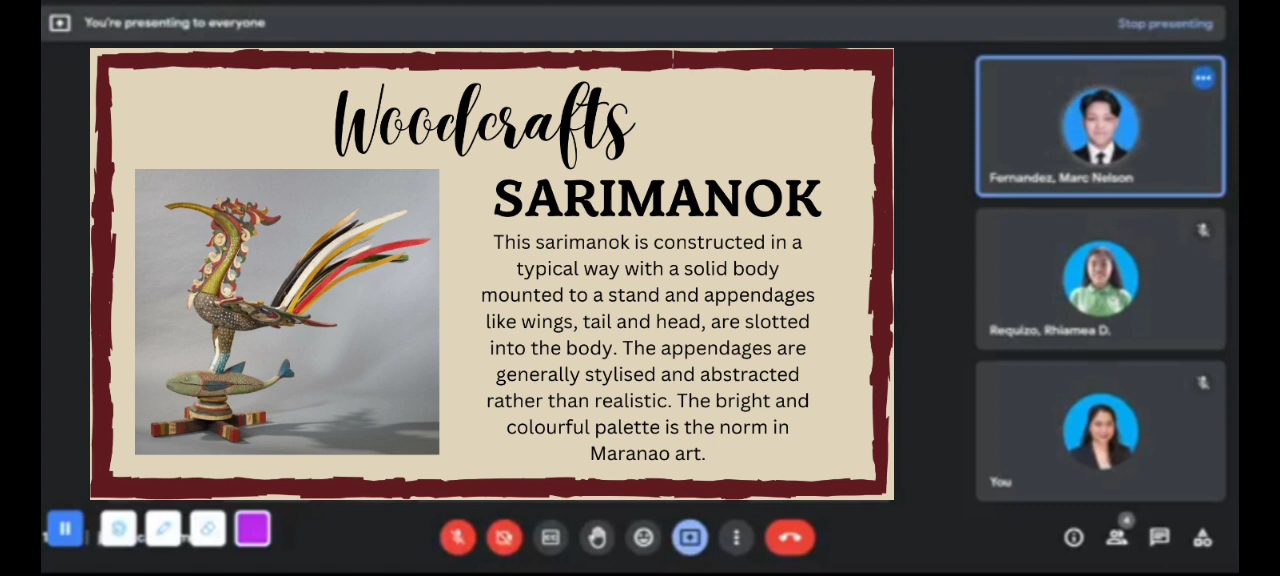 You're presenting to everyone
Stop presenting
Woodcrafts
SARIMANOK
This sarimanok is constructed in a
typical way with a solid body
mounted to a stand and appendages
like wings, tail and head, are slotted
into the body. The appendages are
generally stylised and abstracted
rather than realistic. The bright and
colourful palette is the norm in
Maranao art.
Fernandez, Marc Nelson
Requizo, Rhiamea D.
You
4